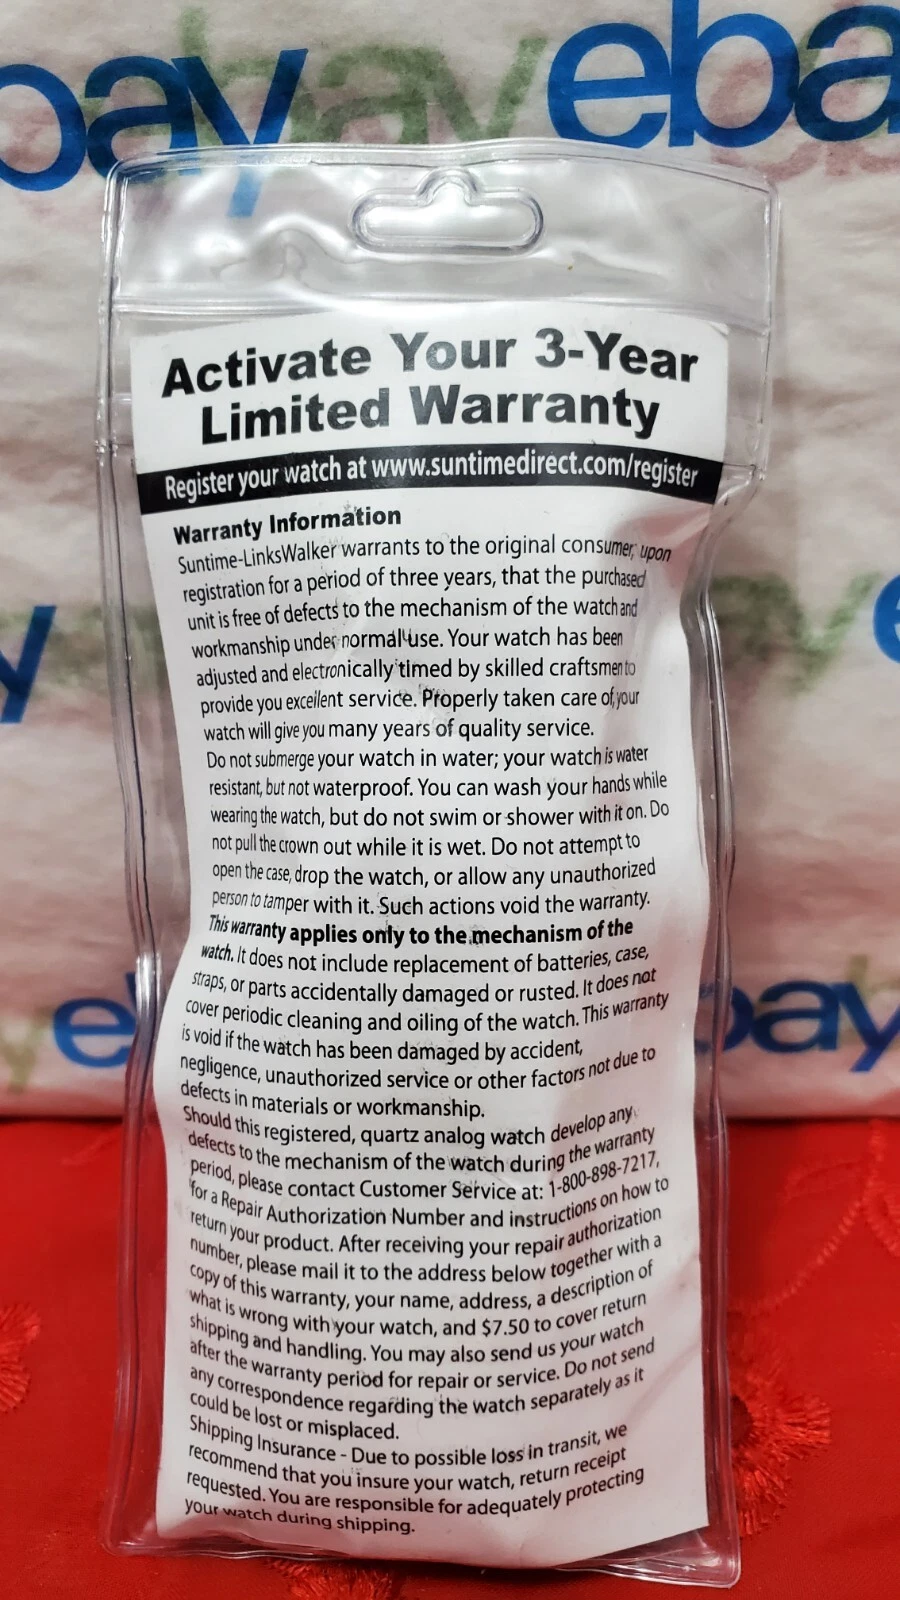 bay ay eba
Activate Your 3-Year
Limited Warranty
Register your watch at www.suntimedirect.com/register
Warranty Information
Suntime-LinksWalker warrants to the original consumer, upon
registration for a period of three years, that the purchased
unit is free of defects to the mechanism of the watch and
workmanship under normal use. Your watch has been
adjusted and electronically timed by skilled craftsmen to
provide you excellent service. Properly taken care of, your
watch will give you many years of quality service.
Do not submerge your watch in water; your watch is water
resistant, but not waterproof. You can wash your hands while
wearing the watch, but do not swim or shower with it on. Do
not pull the crown out while it is wet. Do not attempt to
open the case, drop the watch, or allow any unauthorized
person to tamper with it. Such actions void the warranty.
This warranty applies only to the mechanism of the
watch. It does not include replacement of batteries, case,
straps, or parts accidentally damaged or rusted. It does not
cover periodic cleaning and oiling of the watch. This warranty
is void if the watch has been damaged by accident,
negligence, unauthorized service or other factors not due to
defects in materials or workmanship.
Should this registered, quartz analog watch develop any
defects to the mechanism of the watch during the warranty
period, please contact Customer Service at: 1-800-898-7217,
for a Repair Authorization Number and instructions on how to
return your product. After receiving your repair authorization
number, please mail it to the address below together with a
copy of this warranty, your name, address, a description of
what is wrong with your watch, and $7.50 to cover return
shipping and handling. You may also send us your watch
after the warranty period for repair or service. Do not send
any correspondence regarding the watch separately as it
could be lost or misplaced.
Shipping Insurance - Due to possible loss in transit, we
recommend that you insure your watch, return receipt
requested. You are responsible for adequately protecting
your watch during shipping.
y
e
e
bay